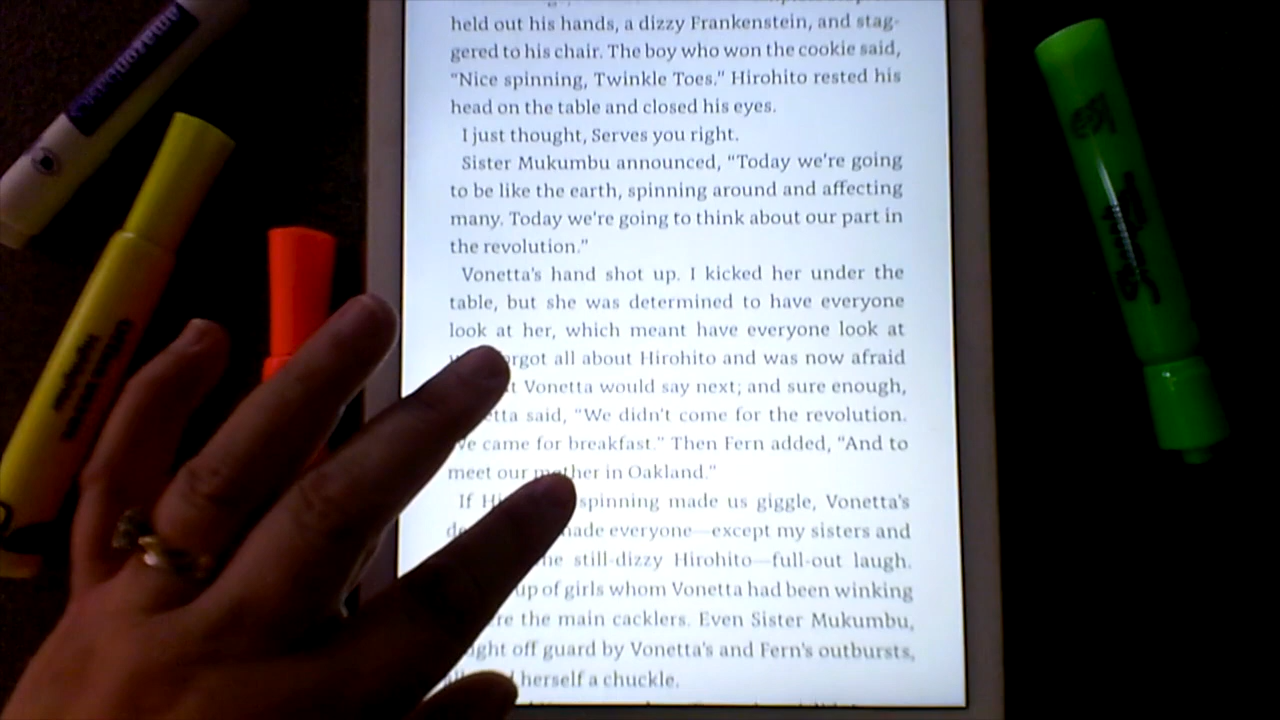 held out his hands, a dizzy Frankenstein, and stag-
gered to his chair. The boy who won the cookie said,
“Nice spinning, Twinkle Toes.” Hirohito rested his
head on the table and closed his eyes.
I just thought, Serves you right.
Sister Mukumbu announced, “Today we're going
to be like the earth, spinning around and affecting
many. Today we're going to think about our part in
the revolution.”
Vonetta's hand shot up. I kicked her under the
table, but she was determined to have everyone
look at her, which meant have everyone look at
all about Hirohito and was now afraid
Vonetta would say next; and sure enough,
said, “We didn't come for the revolution.
We came for breakfast.” Then Fern added, “And to
meet our mother in Oakland.”
If spinning made us giggle, Vonetta's
everyone—except my sisters and
still-dizzy Hirohito—full-out laugh.
of girls whom Vonetta had been winking
the main cacklers. Even Sister Mukumbu,
off guard by Vonetta's and Fern's outbursts,
herself a chuckle.
amazonbasics